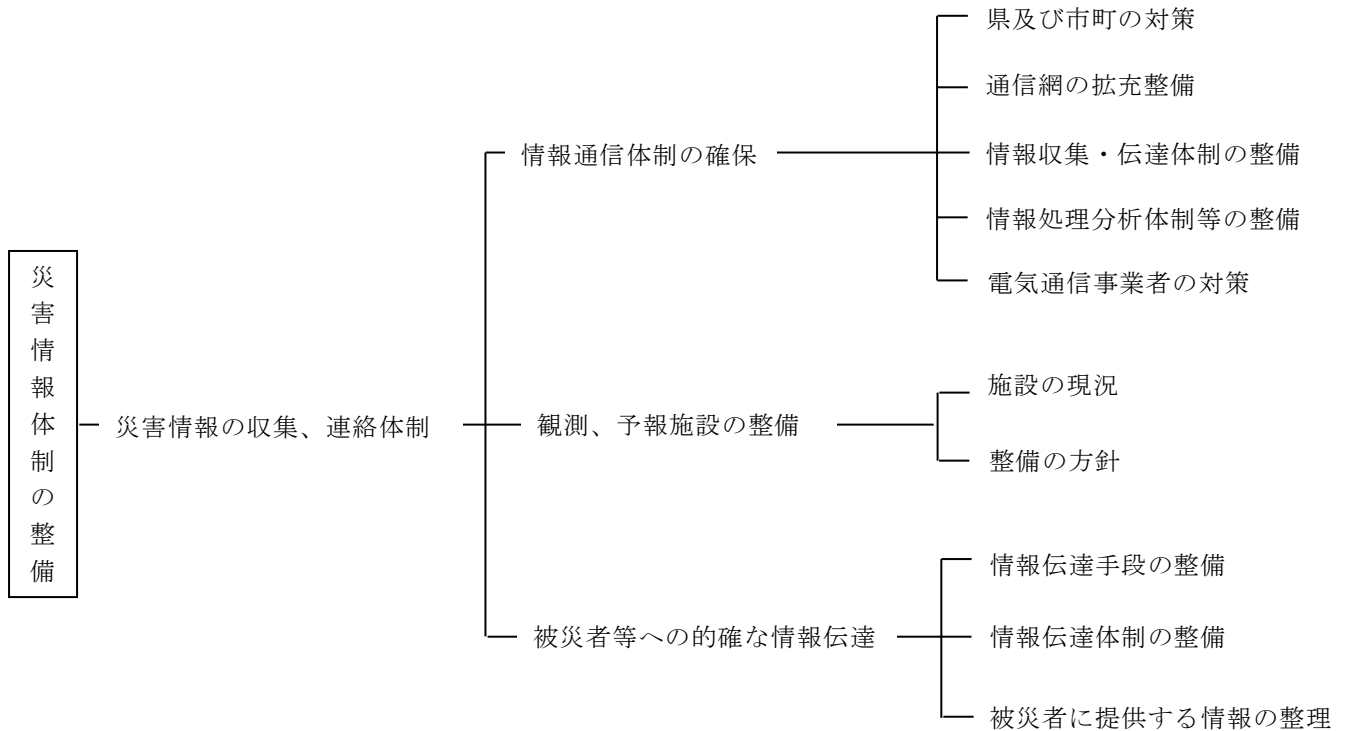 災害情報体制の整備
災害情報の収集、連絡体制
情報通信体制の確保
県及び市町の対策
通信網の拡充整備
情報収集・伝達体制の整備
情報処理分析体制等の整備
電気通信事業者の対策
観測、予報施設の整備
施設の現況
整備の方針
被災者等への的確な情報伝達
情報伝達手段の整備
情報伝達体制の整備
被災者に提供する情報の整理